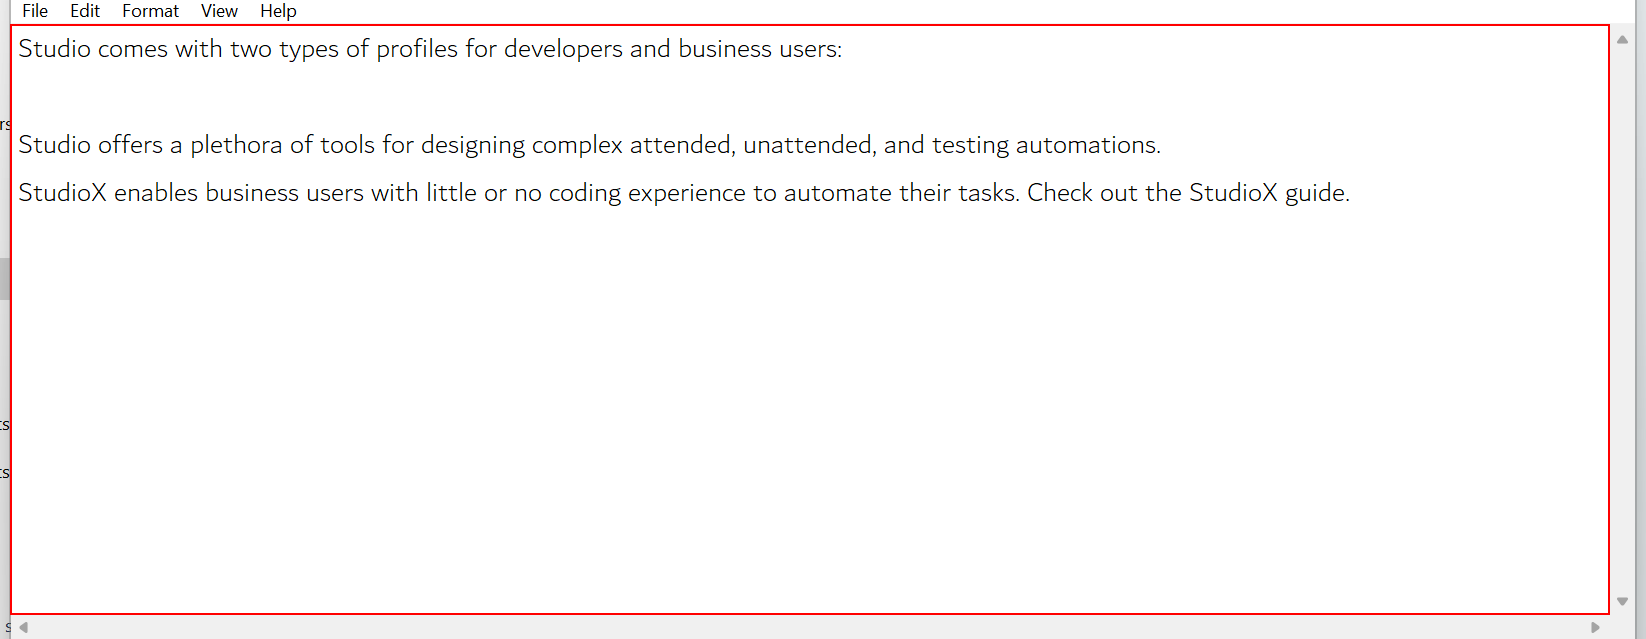 File Edit Format View Help
Studio comes with two types of profiles for developers and business users:
Studio offers a plethora of tools for designing complex attended, unattended, and testing automations.
StudioX enables business users with little or no coding experience to automate their tasks. Check out the StudioX guide.